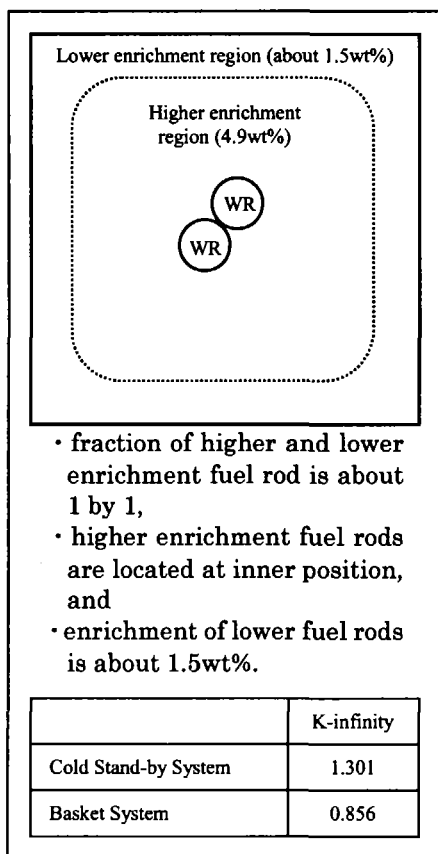 Lower enrichment region (about 1.5wt%)
Higher enrichment
region (4.9wt%)
WR
WR
・fraction of higher and lower
enrichment fuel rod is about
1 by 1,
・higher enrichment fuel rods
are located at inner position,
and
・enrichment of lower fuel rods
is about 1.5wt%.
K-infinity
Cold Stand-by System 1.301
Basket System 0.856